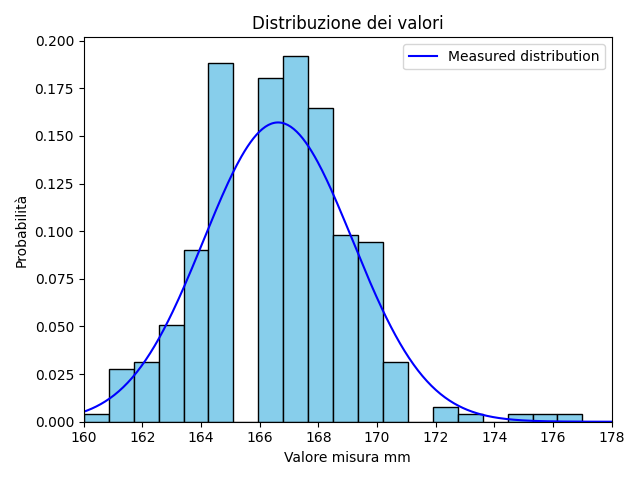 Distribuzione dei valori
Measured distribution
0.200
0.175
0.150
0.125
0.100
0.075
0.050
0.025
0.000
Probabilità
160 162 164 166 168 170 172 174 176 178
Valore misura mm